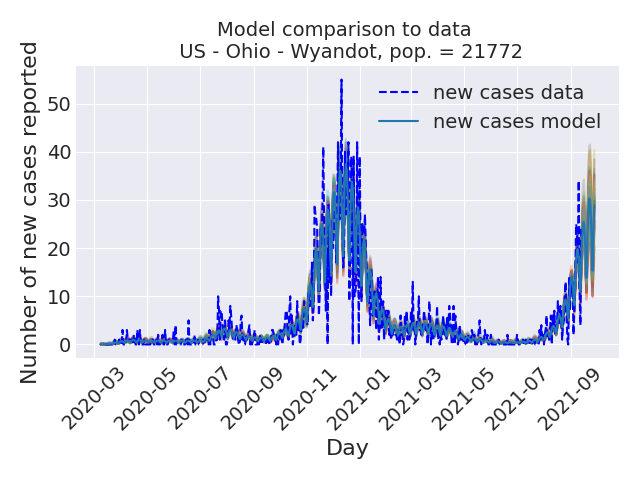 Model comparison to data
US - Ohio - Wyandot, pop. = 21772
Number of new cases reported
50
40
30
20
10
0
new cases data
new cases model
2020-03
2020-05
2020-07
2020-09
2020-11
2021-01
2021-03
2021-05
2021-07
2021-09
Day